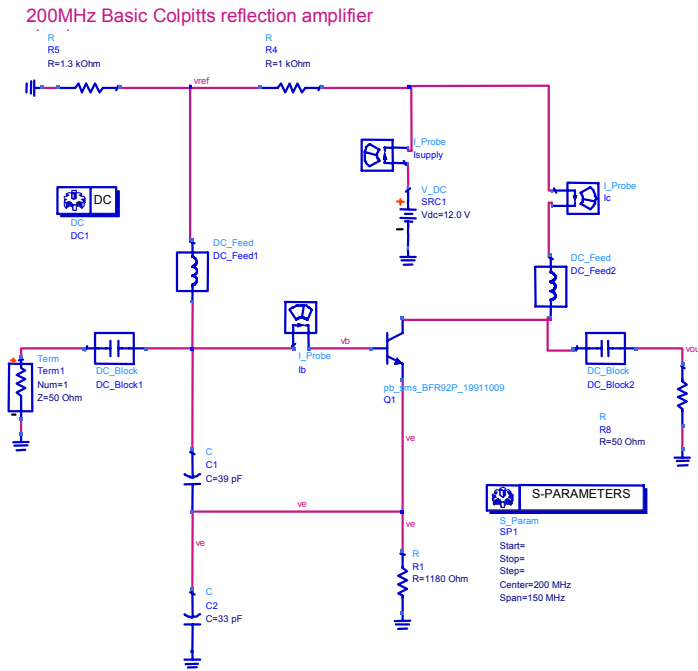 200MHz Basic Colpitts reflection amplifier
R
R5
R=1.3 kOhm
vref
R
R4
R=1 kOhm
I_Probe
Isupply
V_DC
SRC1
Vdc=12.0 V
I_Probe
Ic
DC
DC
DC1
DC_Feed
DC_Feed1
DC_Feed
DC_Feed2
Term
Term1
Num=1
Z=50 Ohm
DC_Block
DC_Block1
I_Probe
Ib
vb
pb_sms_BFR92P_19911009
Q1
DC_Block
DC_Block2
R
R8
R=50 Ohm
ve
C
C1
C=39 pF
ve
ve
ve
R
R1
R=1180 Ohm
C
C2
C=33 pF
S-PARAMETERS
S_Param
SP1
Start=
Stop=
Step=
Center=200 MHz
Span=150 MHz